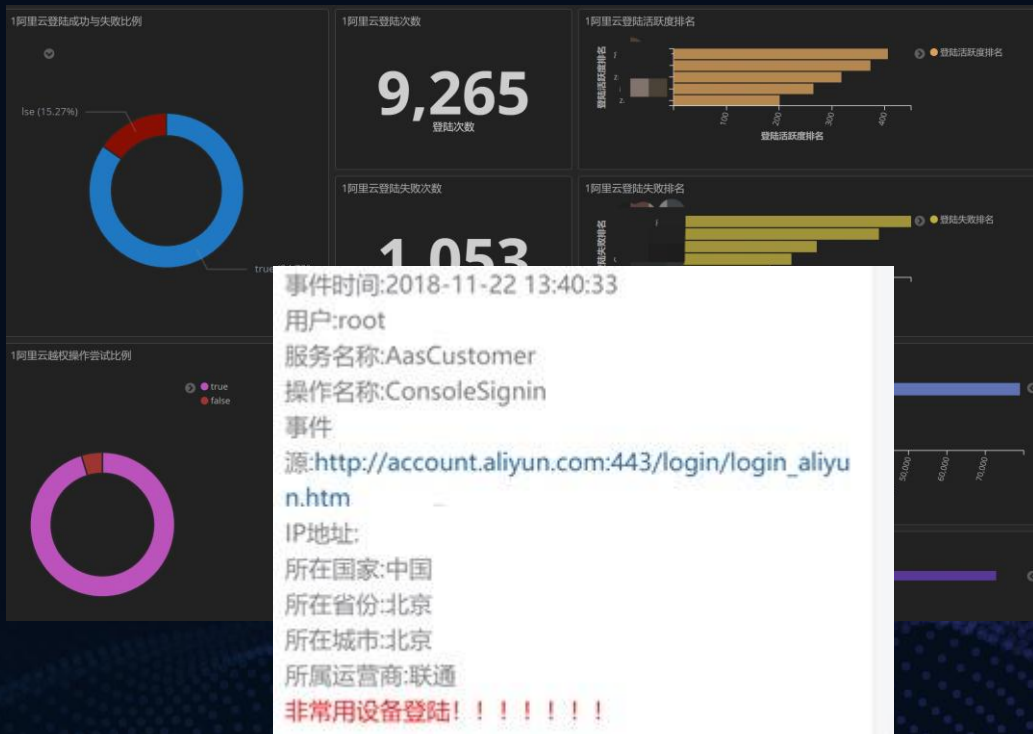 1阿里云登陆成功与失败比例
lse (15.27%)
true
1阿里云登陆次数
9,265
登陆次数
1阿里云登陆活跃度排名
登陆活跃度排名
100
200
300
400
登陆活跃度排名
登陆活跃度排名
1阿里云登陆失败次数
1,053
1阿里云登陆失败排名
登陆失败排名
登陆失败排名
1阿里云越权操作尝试比例
true
false
50,000
60,000
70,000
事件时间:2018-11-22 13:40:33
用户:root
服务名称:AasCustomer
操作名称:ConsoleSignin
事件
源:http://account.aliyun.com:443/login/login_aliyu
n.htm
IP地址:
所在国家:中国
所在省份:北京
所在城市:北京
所属运营商:联通
非常用设备登陆！！！！！！！